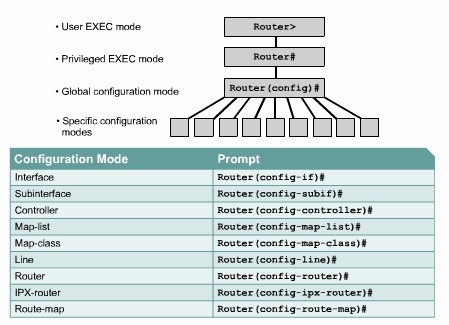 • User EXEC mode
Router>
• Privileged EXEC mode
Router#
• Global configuration mode
Router(config)#
• Specific configuration
modes
Configuration Mode Prompt
Interface Router(config-if)#
Subinterface Router(config-subif)#
Controller Router(config-controller)#
Map-list Router(config-map-list)#
Map-class Router(config-map-class)#
Line Router(config-line)#
Router Router(config-router)#
IPX-router Router(config-ipx-router)#
Route-map Router(config-route-map)#